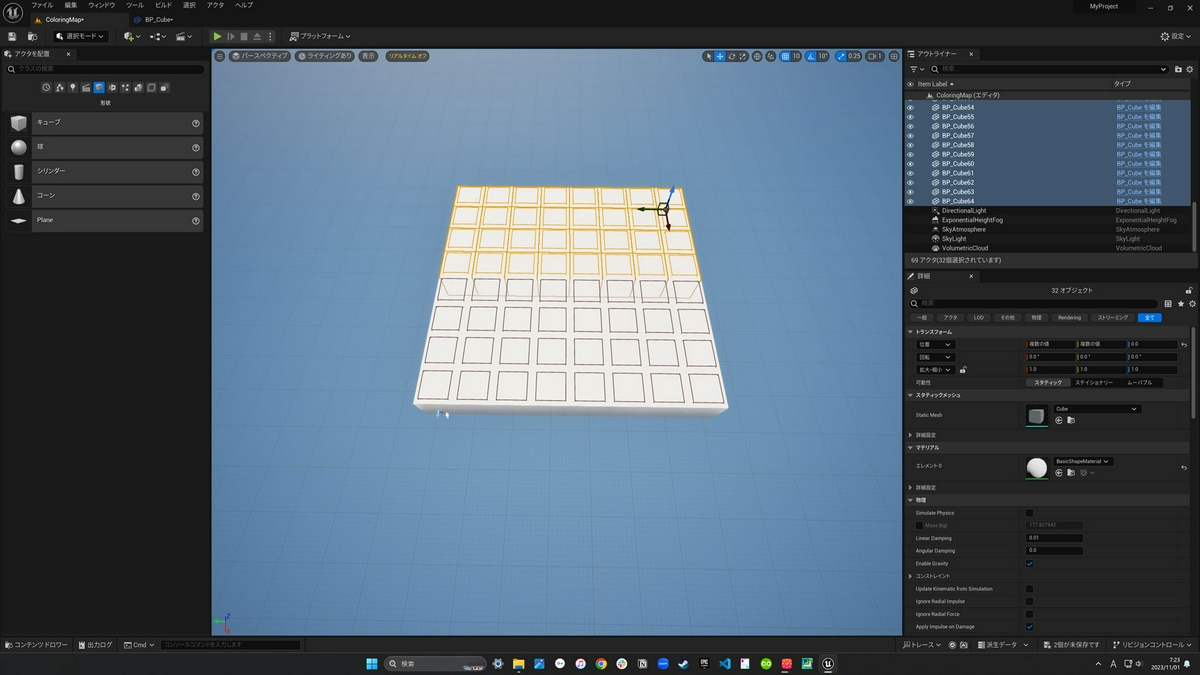 ファイル 編集 ウィンドウ ツール ビルド 選択 アクタ ヘルプ
MyProject
ColoringMap*
BP_Cube*
選択モード
プラットフォーム
設定
アクタを配置
クラスの検索
形状
キューブ
球
シリンダー
コーン
Plane
パースペクティブ
ライティングあり
表示
リアルタイム オフ
10
10°
0.25
1
アウトライナー
検索
Item Label
タイプ
ColoringMap (エディタ)
BP_Cube54 BP_Cube を編集
BP_Cube55 BP_Cube を編集
BP_Cube56 BP_Cube を編集
BP_Cube57 BP_Cube を編集
BP_Cube58 BP_Cube を編集
BP_Cube59 BP_Cube を編集
BP_Cube60 BP_Cube を編集
BP_Cube61 BP_Cube を編集
BP_Cube62 BP_Cube を編集
BP_Cube63 BP_Cube を編集
BP_Cube64 BP_Cube を編集
DirectionalLight DirectionalLight
ExponentialHeightFog ExponentialHeightFog
SkyAtmosphere SkyAtmosphere
SkyLight SkyLight
VolumetricCloud VolumetricCloud
69 アクタ(32個選択されています)
詳細
32 オブジェクト
検索
一般 アクタ LOD その他 物理 Rendering ストリーミング 全て
トランスフォーム
位置 複数の値 複数の値 0.0
回転 0.0° 0.0° 0.0°
拡大・縮小 1.0 1.0 1.0
可動性 スタティック ステイショナリー ムーバブル
スタティックメッシュ
Static Mesh Cube
詳細設定
マテリアル
エレメント 0 BasicShapeMaterial
詳細設定
物理
Simulate Physics
Mass (kg)
Linear Damping 0.01
Angular Damping 0.0
Enable Gravity
コンストレイント
Update Kinematic from Simulation
Ignore Radial Impulse
Ignore Radial Force
Apply Impulse on Damage
コンテンツ ドロワー
出力ログ
Cmd
コンソールコマンドを入力します
トレース
派生データ
2個が未保存です
リビジョンコントロール
検索
A
7:23
2023/11/01